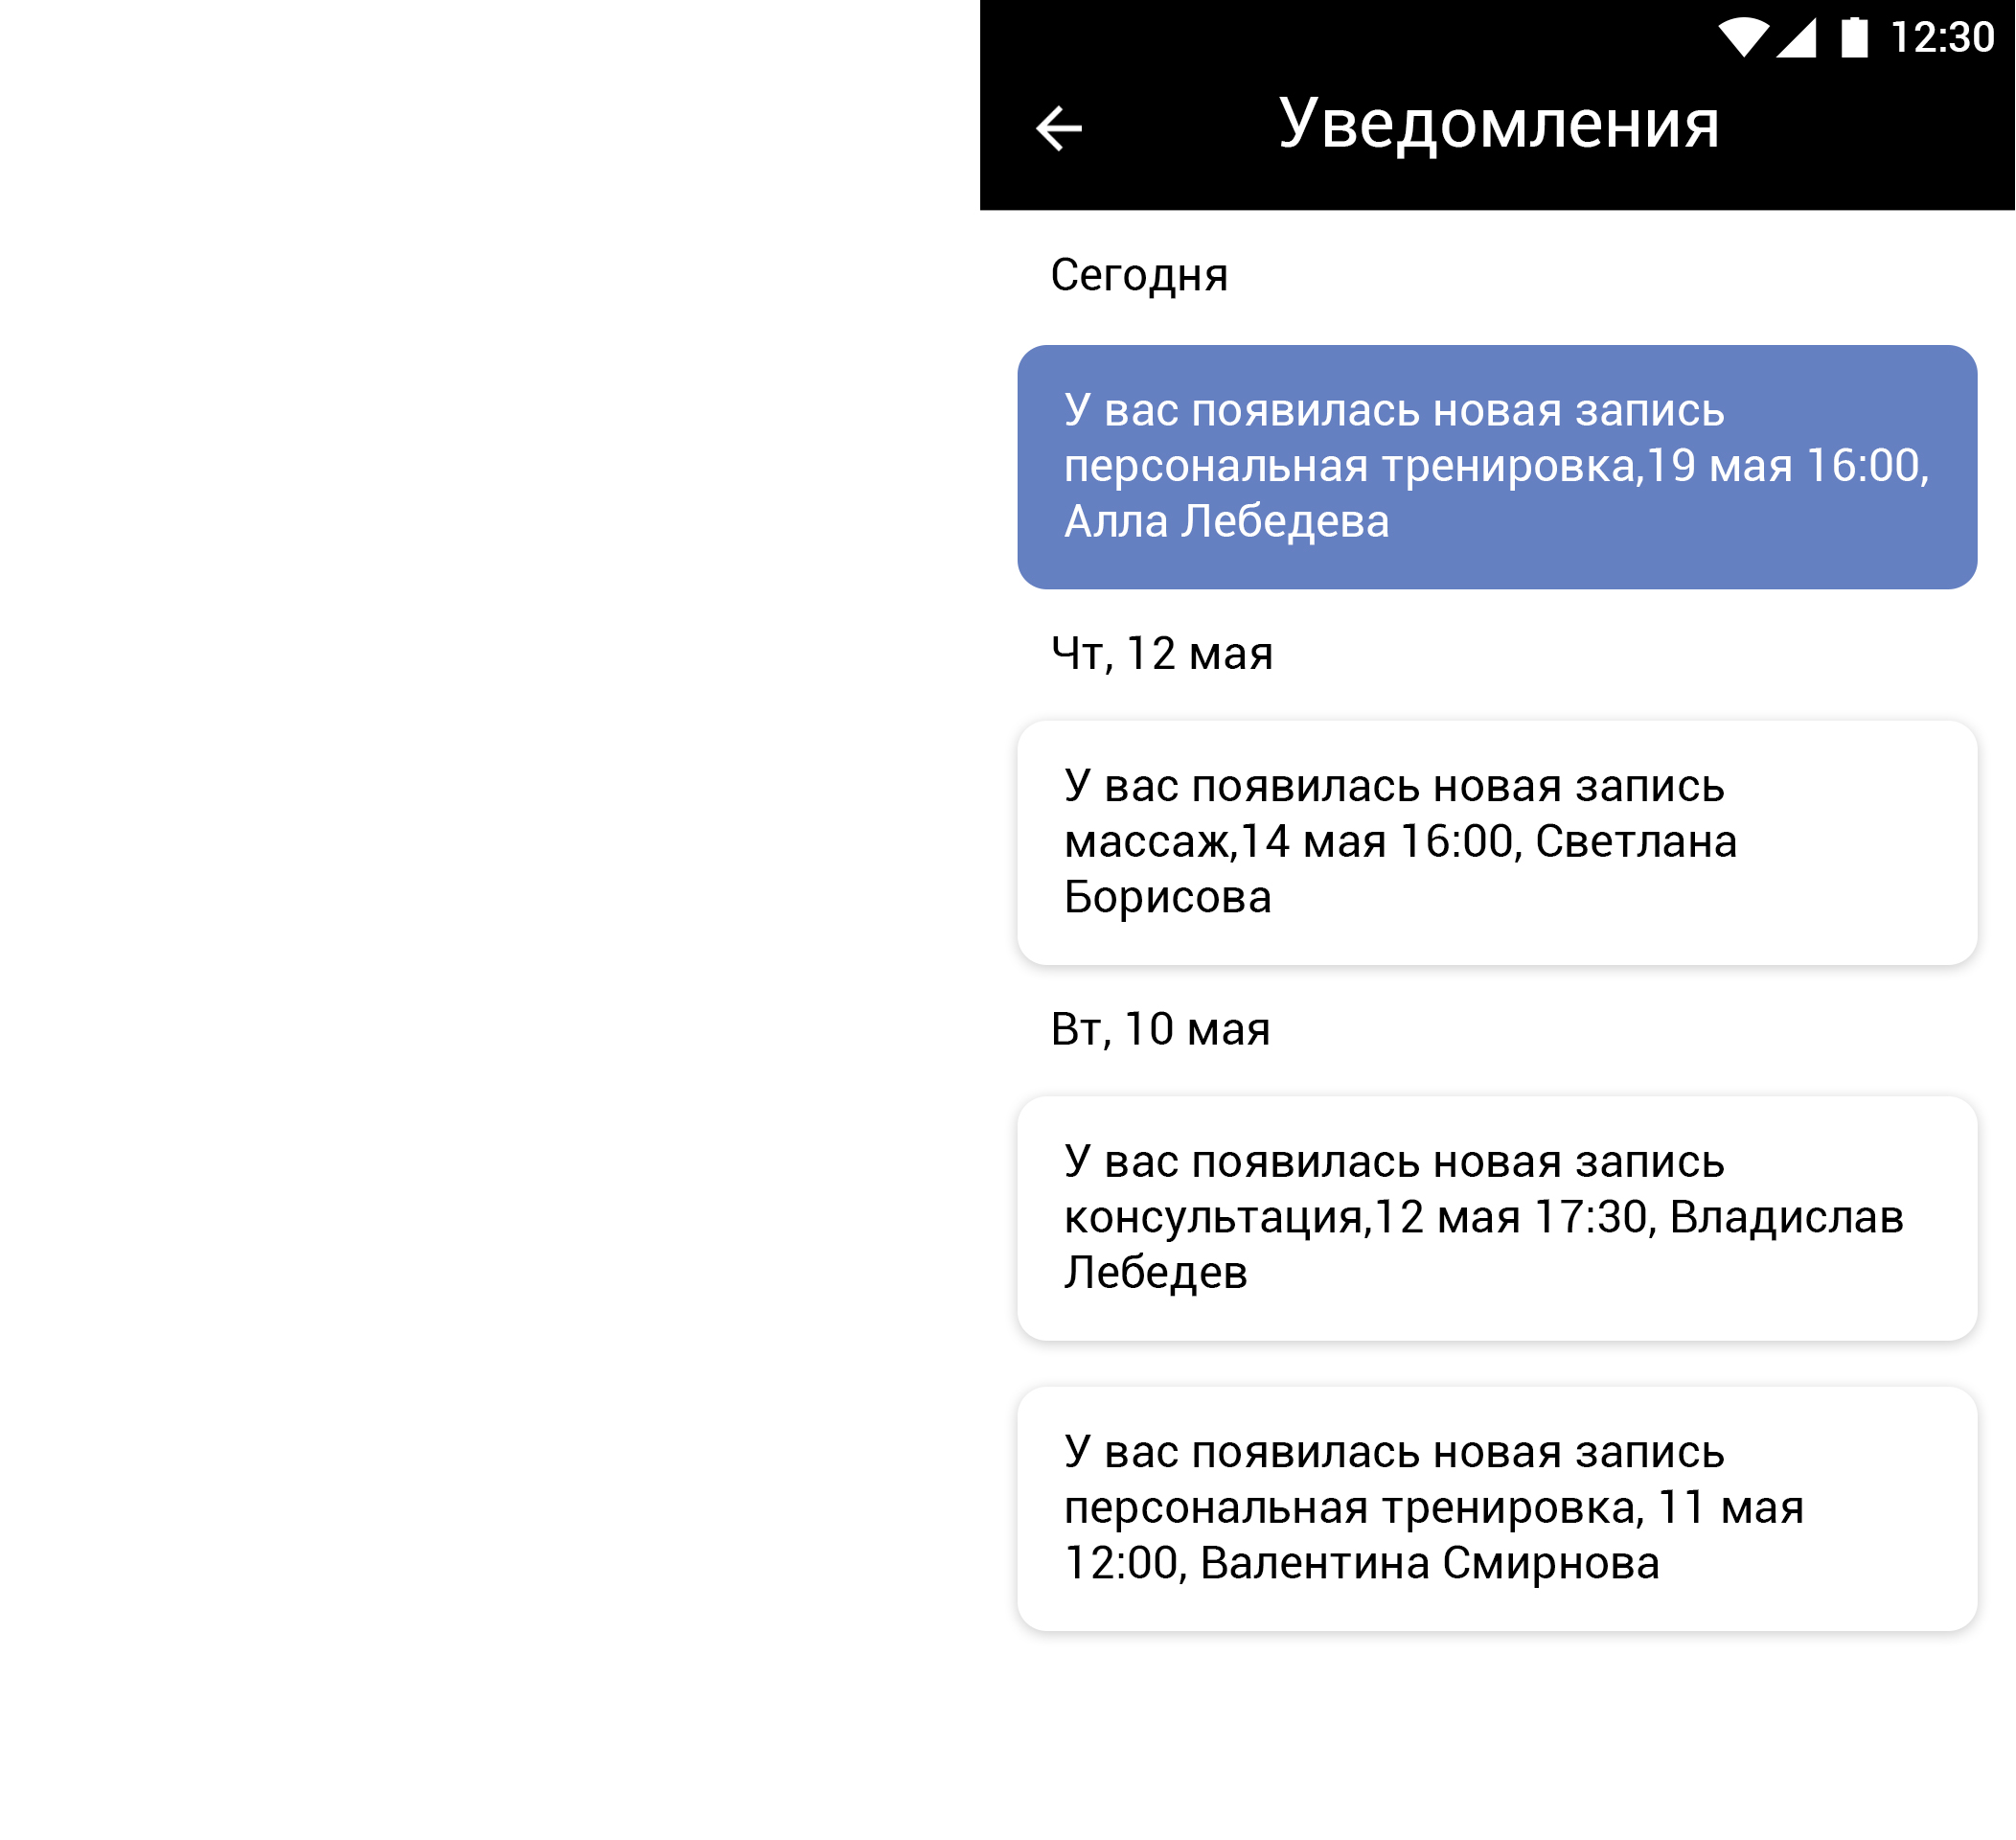 12:30
Уведомления
Сегодня
У вас появилась новая запись
персональная тренировка,19 мая 16:00,
Алла Лебедева
Чт, 12 мая
У вас появилась новая запись
массаж,14 мая 16:00, Светлана
Борисова
Вт, 10 мая
У вас появилась новая запись
консультация,12 мая 17:30, Владислав
Лебедев
У вас появилась новая запись
персональная тренировка, 11 мая
12:00, Валентина Смирнова